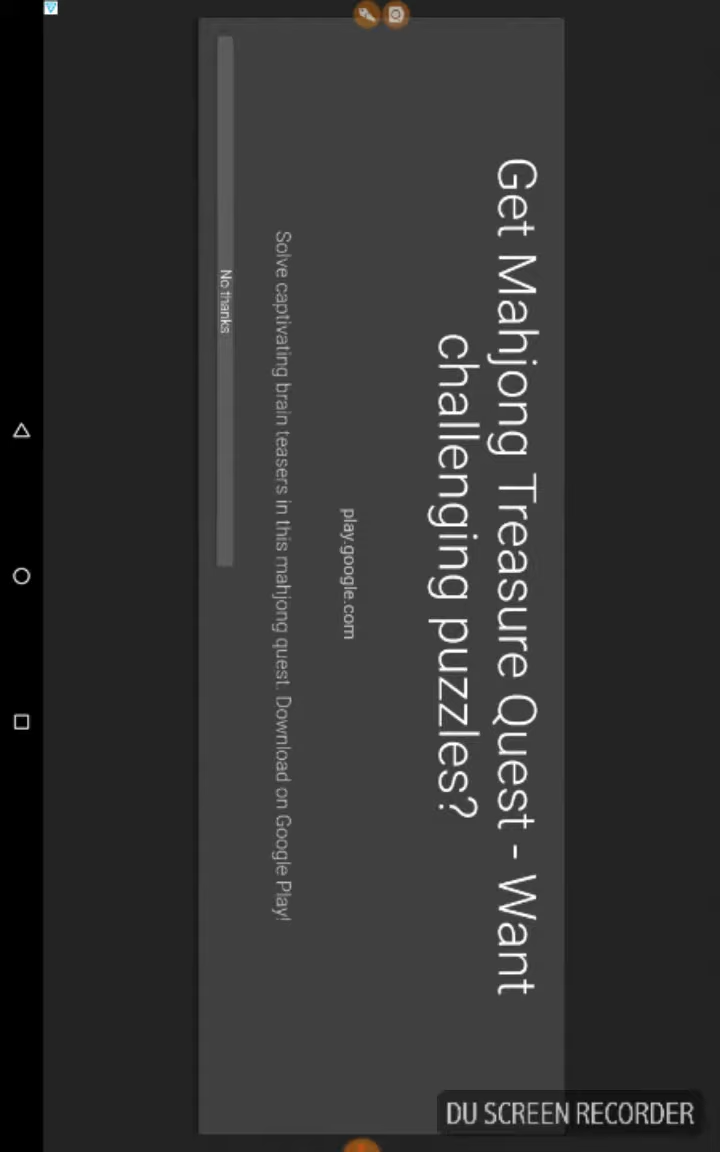 Get Mahjong Treasure Quest - Want
challenging puzzles?
play.google.com
Solve captivating brain teasers in this mahjong quest. Download on Google Play!
No thanks
DU SCREEN RECORDER